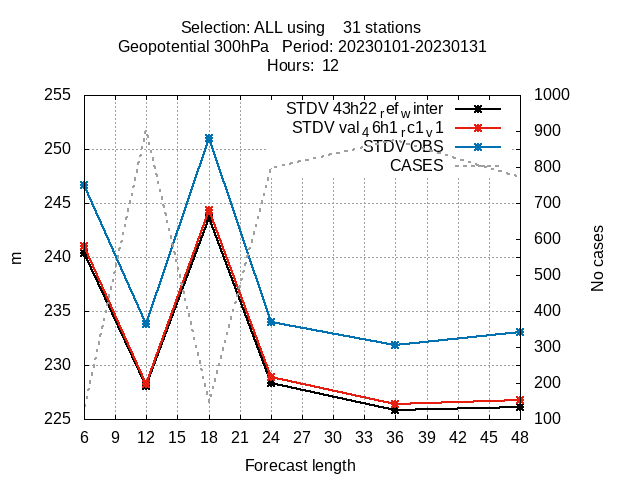 Selection: ALL using    31 stations
Geopotential 300hPa   Period: 20230101-20230131
Hours:  12
255 1000
STDV 43h22refwinter
STDV val46h1rc1v1
STDV OBS
CASES
900
250
800
245
700
240
600
500
235
400
300
230
200
225
100
m
No cases
6 9 12 15 18 21 24 27 30 33 36 39 42 45 48
Forecast length